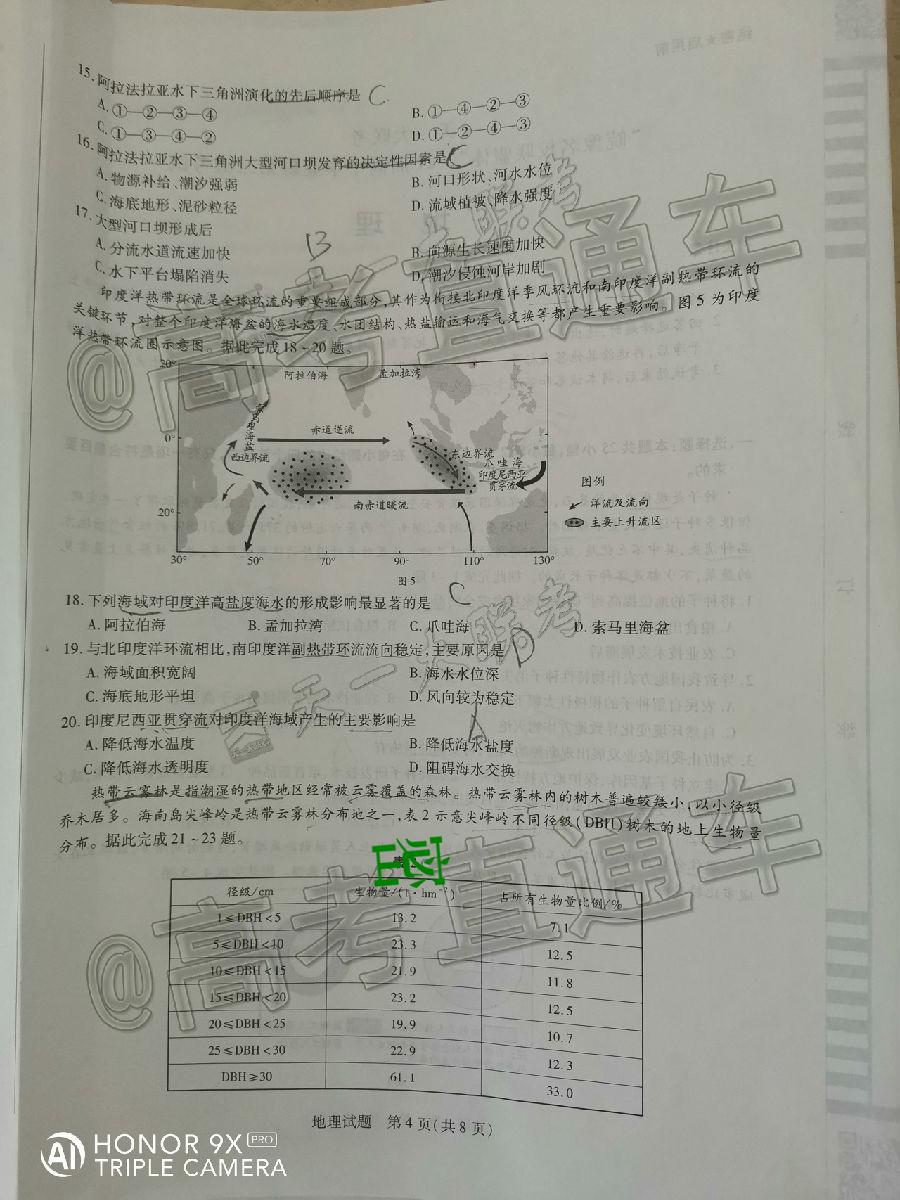 绝密★启用前
15. 阿拉法拉亚水下三角洲演化的先后顺序是 C
A. ①—②—③—④ B. ①—④—②—③
C. ①—③—④—② D. ①—②—④—③
16. 阿拉法拉亚水下三角洲大型河口坝发育的决定性因素是 C
A. 物源补给、潮汐强弱 B. 河口形状、河水水位
C. 海底地形、泥砂粒径 D. 流域植被、降水强度
17. 大型河口坝形成后 B
A. 分流水道流速加快 B. 向源生长速度加快
C. 水下平台塌陷消失 D. 潮汐侵蚀河岸加剧
印度洋热带环流是全球环流的重要组成部分,其作为衔接北印度洋季风环流和南印度洋副热带环流的
关键环节,对整个印度洋海盆的海水温度、水团结构、热盐输运和海气交换等都产生重要影响。图5为印度
洋热带环流图示意图。据此完成18~20题。
20° 阿拉伯海 孟加拉湾
索马里海盆
0° 赤道逆流
西边界流 东边界流
爪哇海
印度尼西亚
贯穿流
南赤道暖流
20°
30° 50° 70° 90° 110° 130°
图例
洋流及流向
主要上升流区
图5
18. 下列海域对印度洋高盐度海水的形成影响最显著的是 C
A. 阿拉伯海 B. 孟加拉湾 C. 爪哇海 D. 索马里海盆
19. 与北印度洋环流相比,南印度洋副热带环流流向稳定,主要原因是 D
A. 海域面积宽阔 B. 海水水位深
C. 海底地形平坦 D. 风向较为稳定
20. 印度尼西亚贯穿流对印度洋海域产生的主要影响是 A
A. 降低海水温度 B. 降低海水盐度
C. 降低海水透明度 D. 阻碍海水交换
热带云雾林是指潮湿的热带地区经常被云雾覆盖的森林。热带云雾林内的树木普遍较矮小,以小径级
乔木居多。海南岛尖峰岭是热带云雾林分布地之一,表2示意尖峰岭不同径级(DBH)树木的地上生物量
分布。据此完成21~23题。
密
径级/cm 生物量/(t·hm⁻²) 占所有生物量比例/%
1≤DBH<5 13.2 7.1
5≤DBH<10 23.3 12.5
10≤DBH<15 21.9 11.8
15≤DBH<20 23.2 12.5
20≤DBH<25 19.9 10.7
25≤DBH<30 22.9 12.3
DBH≥30 61.1 33.0
地理试题 第4页(共8页)
@高考直通车
@高考直通车
天一大联考
AI HONOR 9X PRO
TRIPLE CAMERA